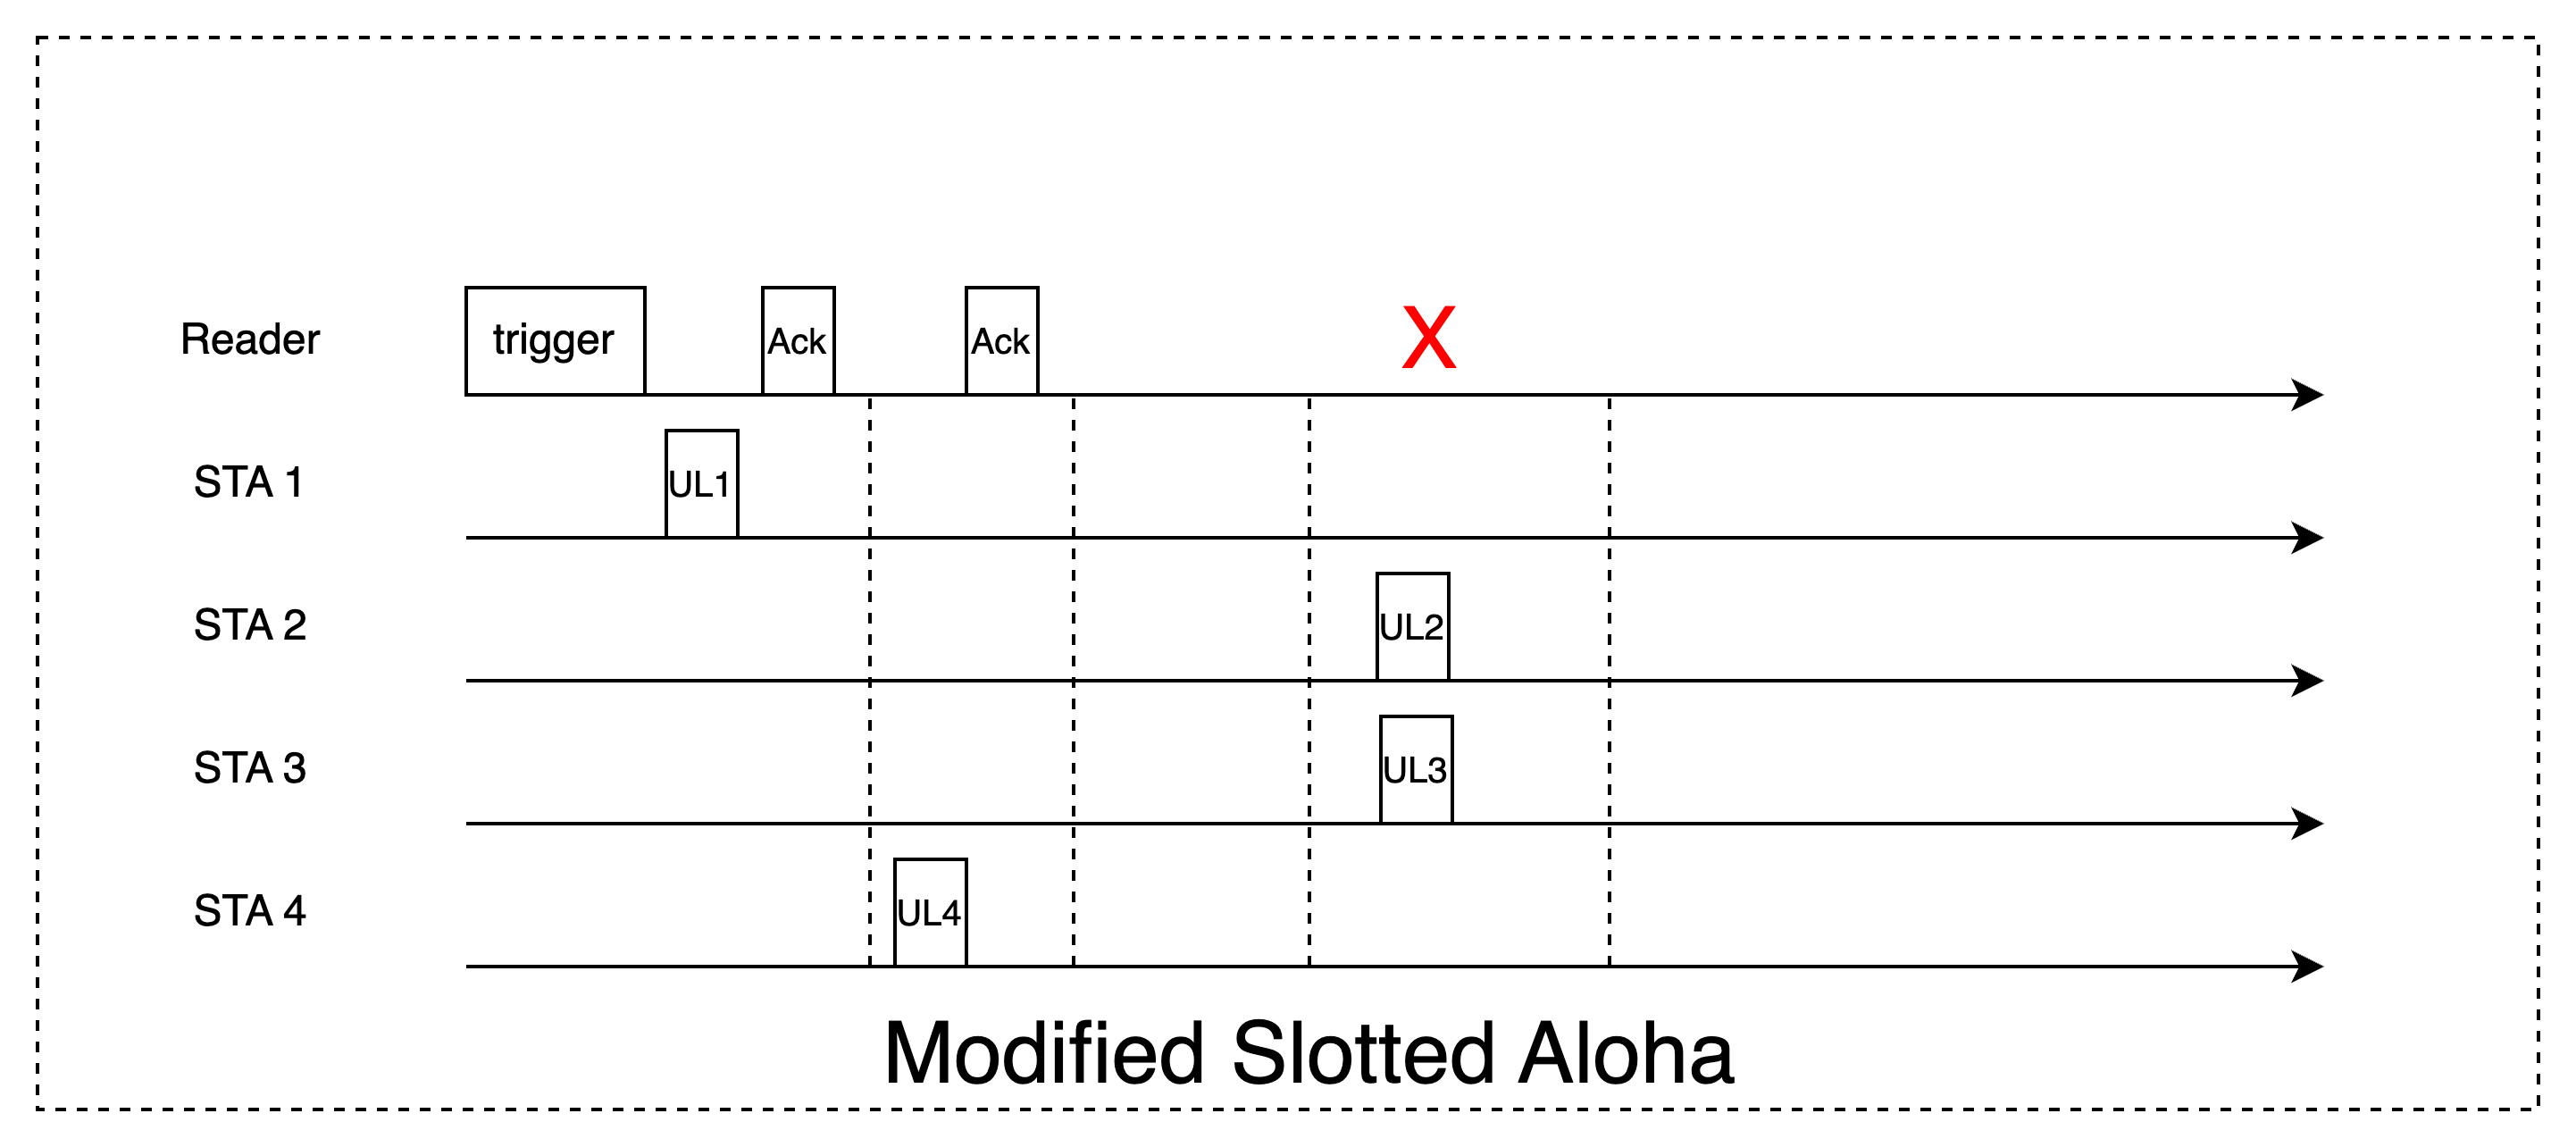 Reader
trigger
Ack
Ack
X
STA 1
UL1
STA 2
UL2
STA 3
UL3
STA 4
UL4
Modified Slotted Aloha